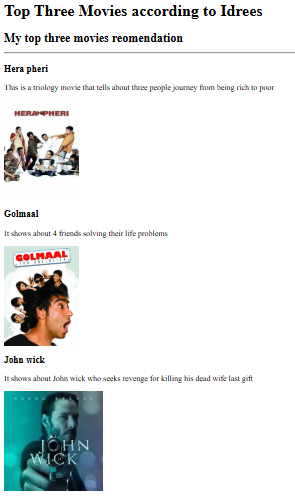 Top Three Movies according to Idrees
My top three movies reomendation
Hera pheri
This is a triology movie that tells about three people journey from being rich to poor
HERA PHERI
Golmaal
It shows about 4 friends solving their life problems
GOLMAAL
John wick
It shows about John wick who seeks revenge for killing his dead wife last gift
KEANU REEVES
JOHN
WICK